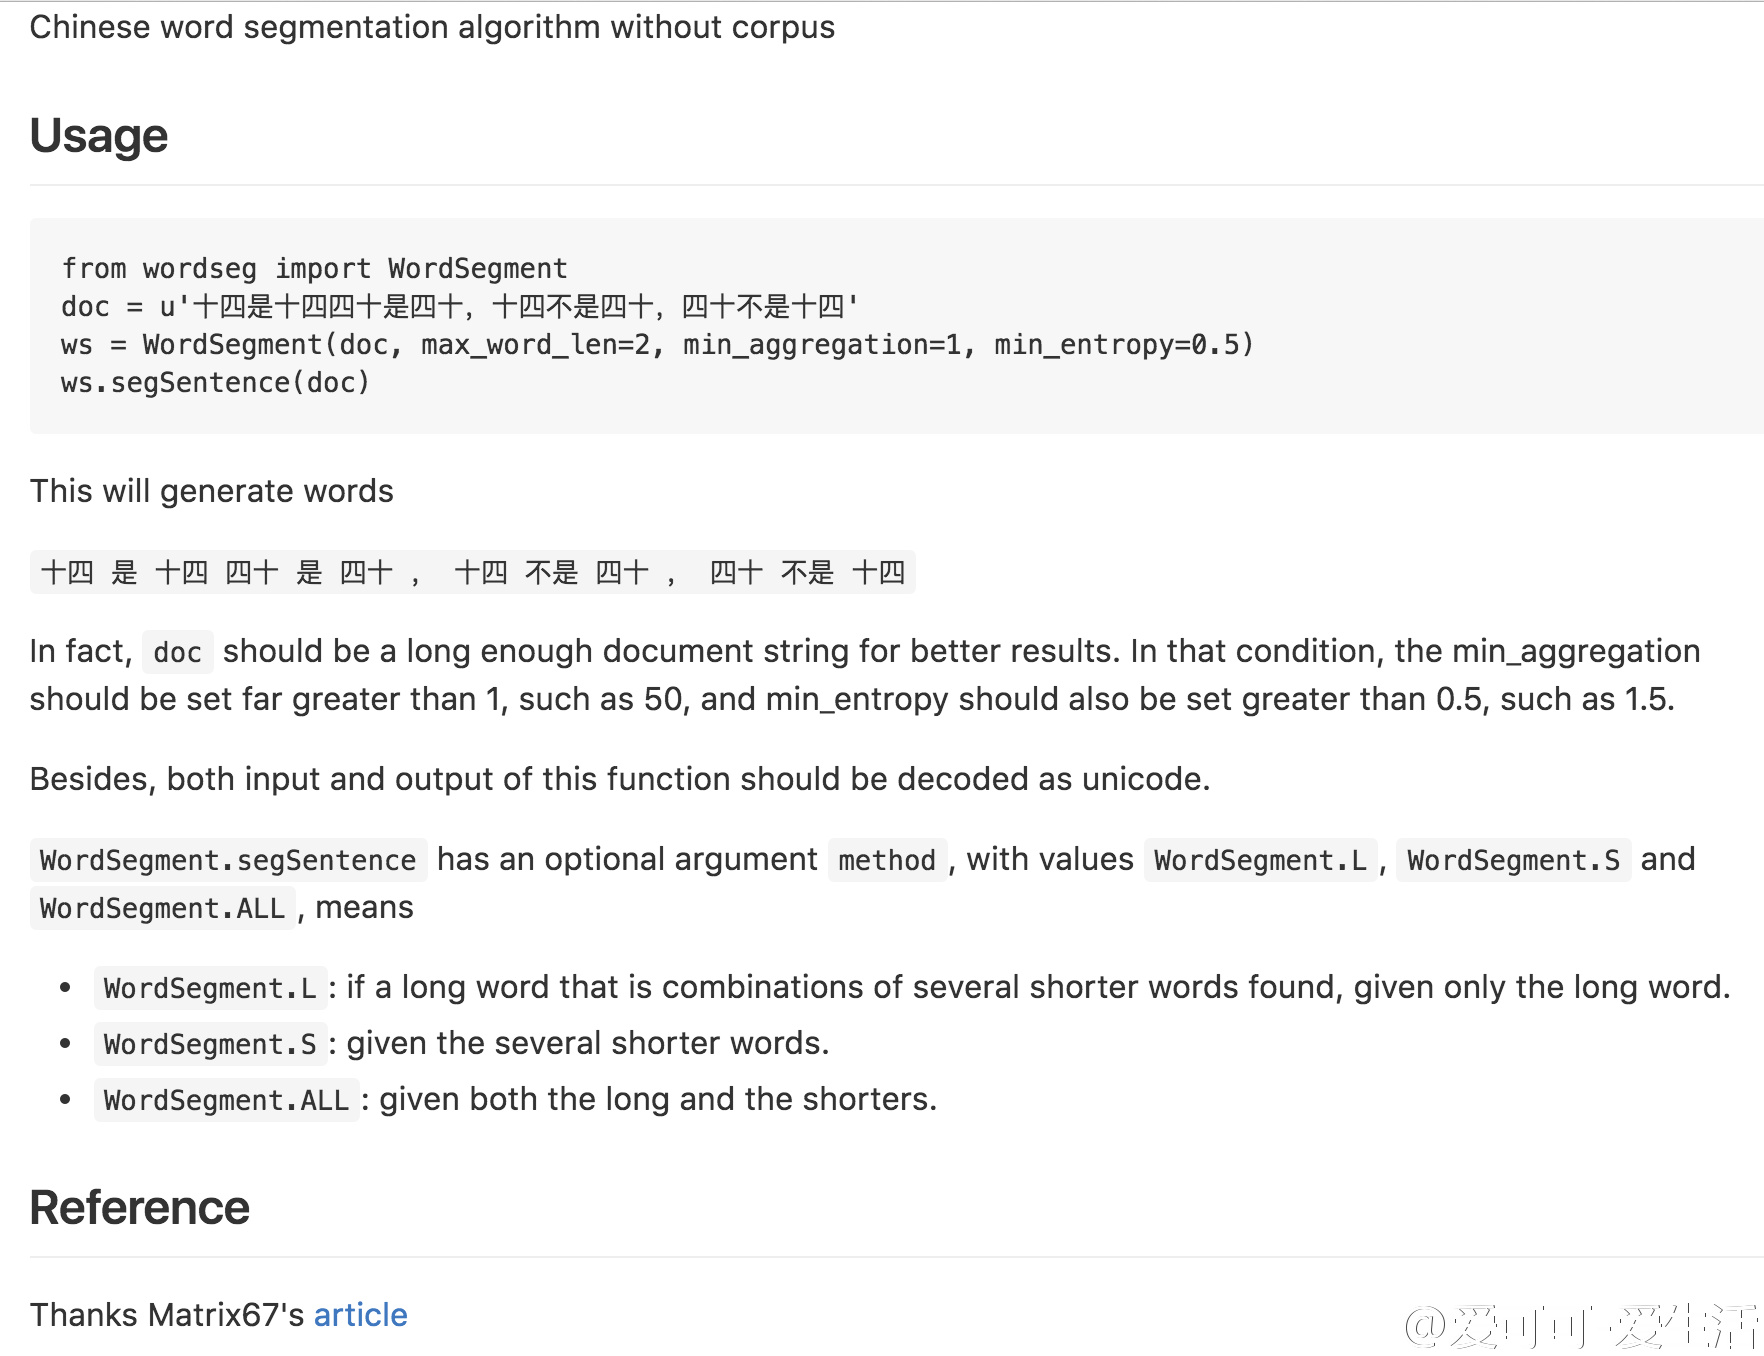 Chinese word segmentation algorithm without corpus
Usage
from wordseg import WordSegment
doc = u'十四是十四四十是四十，十四不是四十，四十不是十四'
ws = WordSegment(doc, max_word_len=2, min_aggregation=1, min_entropy=0.5)
ws.segSentence(doc)
This will generate words
十四 是 十四 四十 是 四十 ， 十四 不是 四十 ， 四十 不是 十四
In fact, doc should be a long enough document string for better results. In that condition, the min_aggregation
should be set far greater than 1, such as 50, and min_entropy should also be set greater than 0.5, such as 1.5.
Besides, both input and output of this function should be decoded as unicode.
WordSegment.segSentence has an optional argument method, with values WordSegment.L, WordSegment.S and
WordSegment.ALL, means
• WordSegment.L: if a long word that is combinations of several shorter words found, given only the long word.
• WordSegment.S: given the several shorter words.
• WordSegment.ALL: given both the long and the shorters.
Reference
Thanks Matrix67's article
@爱可可-爱生活